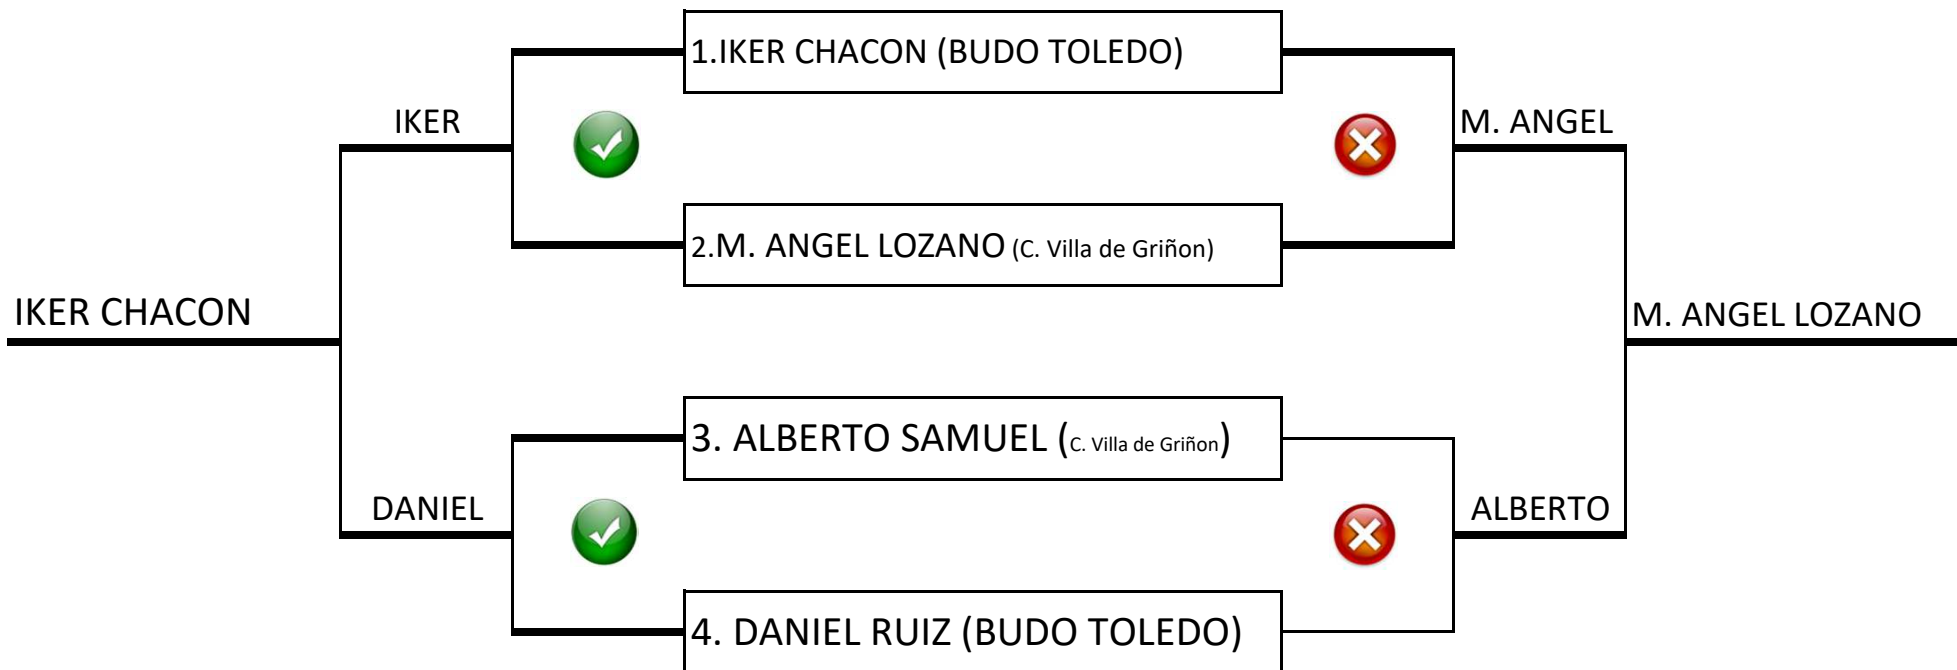 1.IKER CHACON (BUDO TOLEDO)
IKER
M. ANGEL
2.M. ANGEL LOZANO (C. Villa de Griñon)
IKER CHACON
M. ANGEL LOZANO
3. ALBERTO SAMUEL (C. Villa de Griñon)
DANIEL
ALBERTO
4. DANIEL RUIZ (BUDO TOLEDO)